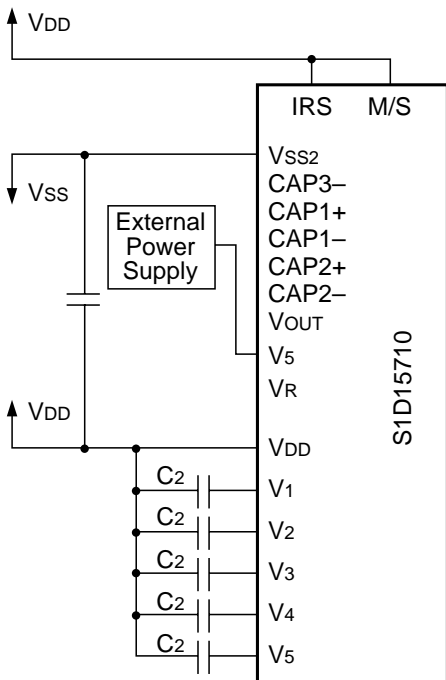 VDD
IRS M/S
VSS2
VSS
CAP3–
CAP1+
CAP1–
CAP2+
CAP2–
VOUT
External
Power
Supply
V5
VR
S1D15710
VDD
VDD
C2 V1
C2 V2
C2 V3
C2 V4
C2 V5